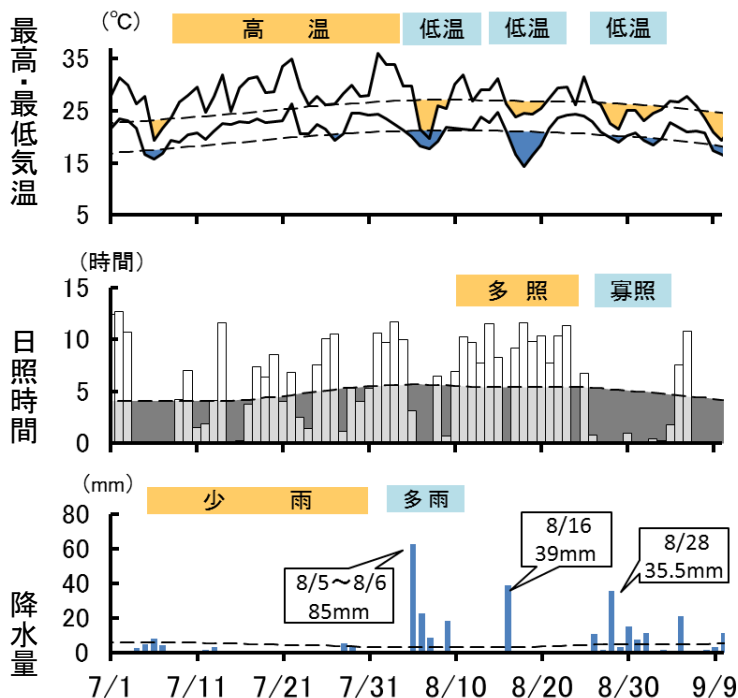 最高・最低気温
(℃)
高 温
低温
低温
低温
35
25
15
5
日照時間
(時間)
多 照
寡照
15
10
5
0
降水量
(mm)
少 雨
多雨
80
60
40
20
0
8/5～8/6
85mm
8/16
39mm
8/28
35.5mm
7/1 7/11 7/21 7/31 8/10 8/20 8/30 9/9